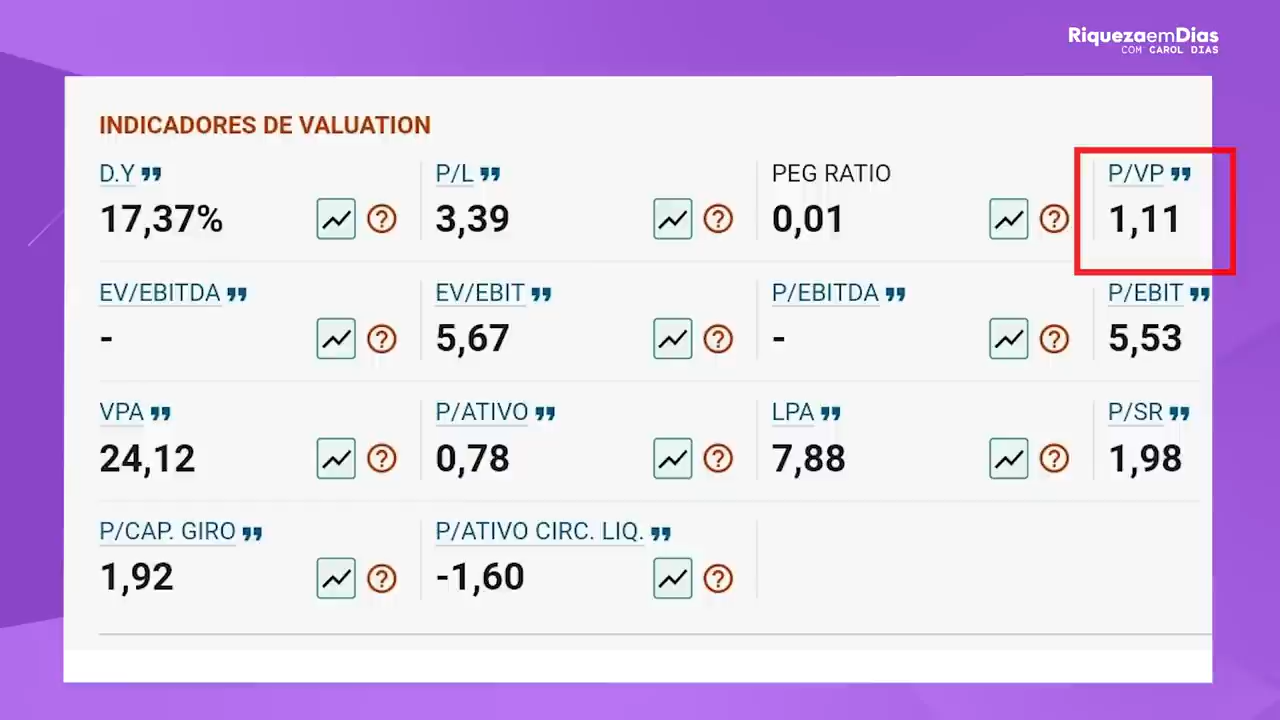 RiquezaemDias
COM CAROL DIAS
INDICADORES DE VALUATION
D.Y
P/L
PEG RATIO
P/VP
17,37%
3,39
0,01
1,11
EV/EBITDA
EV/EBIT
P/EBITDA
P/EBIT
-
5,67
-
5,53
VPA
P/ATIVO
LPA
P/SR
24,12
0,78
7,88
1,98
P/CAP. GIRO
P/ATIVO CIRC. LIQ.
1,92
-1,60